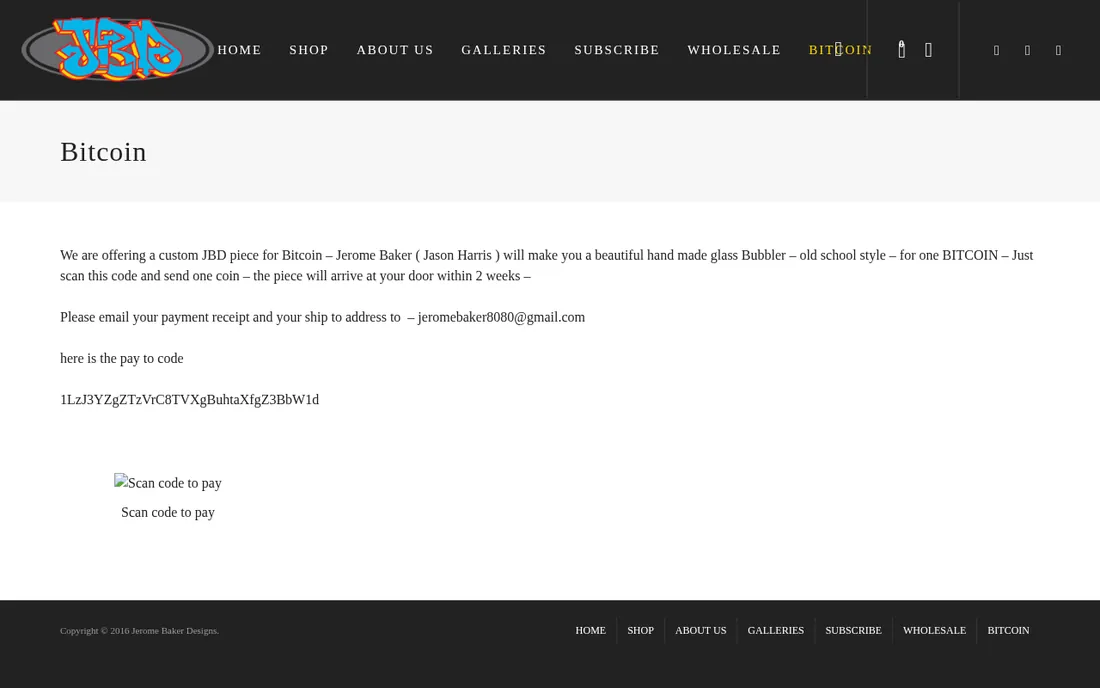 JBD
HOME SHOP ABOUT US GALLERIES SUBSCRIBE WHOLESALE BITCOIN 0
Bitcoin
We are offering a custom JBD piece for Bitcoin – Jerome Baker ( Jason Harris ) will make you a beautiful hand made glass Bubbler – old school style – for one BITCOIN – Just
scan this code and send one coin – the piece will arrive at your door within 2 weeks –
Please email your payment receipt and your ship to address to – jeromebaker8080@gmail.com
here is the pay to code
1LzJ3YZgZTzVrC8TVXgBuhtaXfgZ3BbW1d
Scan code to pay
Scan code to pay
Copyright © 2016 Jerome Baker Designs. HOME SHOP ABOUT US GALLERIES SUBSCRIBE WHOLESALE BITCOIN